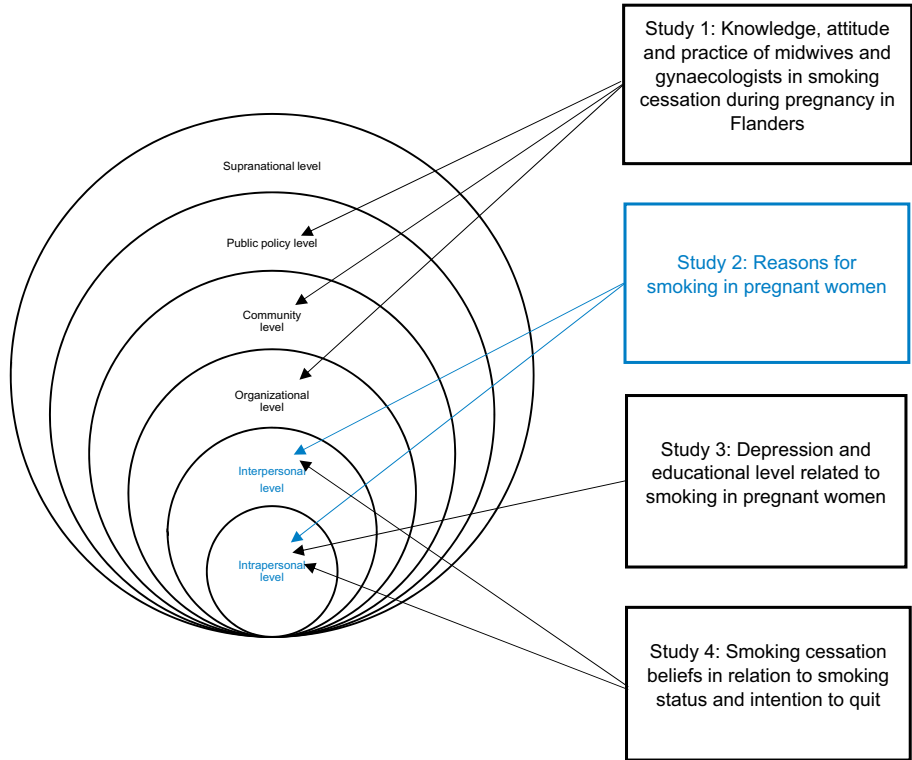 Supranational level
Public policy level
Community
level
Organizational
level
Interpersonal
level
Intrapersonal
level
Study 1: Knowledge, attitude
and practice of midwives and
gynaecologists in smoking
cessation during pregnancy in
Flanders
Study 2: Reasons for
smoking in pregnant women
Study 3: Depression and
educational level related to
smoking in pregnant women
Study 4: Smoking cessation
beliefs in relation to smoking
status and intention to quit